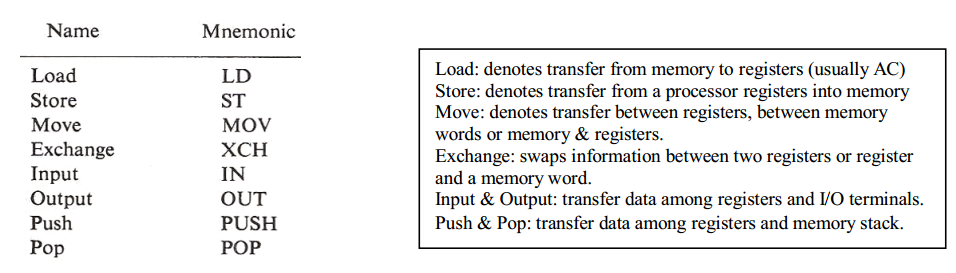 Name Mnemonic
Load LD
Store ST
Move MOV
Exchange XCH
Input IN
Output OUT
Push PUSH
Pop POP
Load: denotes transfer from memory to registers (usually AC)
Store: denotes transfer from a processor registers into memory
Move: denotes transfer between registers, between memory
words or memory & registers.
Exchange: swaps information between two registers or register
and a memory word.
Input & Output: transfer data among registers and I/O terminals.
Push & Pop: transfer data among registers and memory stack.